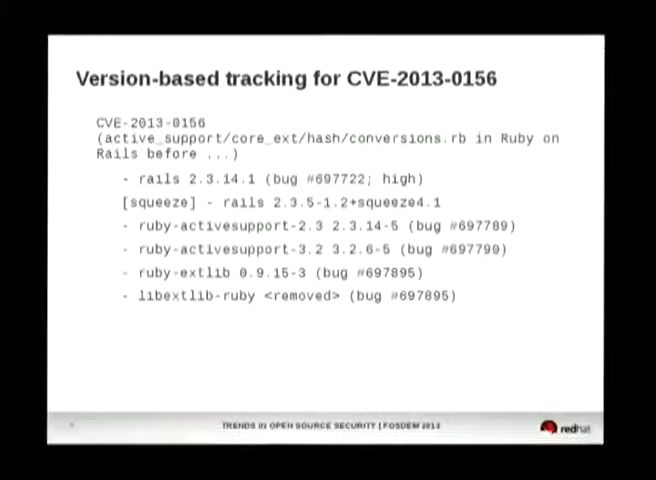 Version-based tracking for CVE-2013-0156
CVE-2013-0156
(active_support/core_ext/hash/conversions.rb in Ruby on
Rails before ...)
- rails 2.3.14.1 (bug #697722; high)
[squeeze] - rails 2.3.5-1.2+squeeze4.1
- ruby-activesupport-2.3 2.3.14-5 (bug #697789)
- ruby-activesupport-3.2 3.2.6-5 (bug #697790)
- ruby-extlib 0.9.15-3 (bug #697895)
- libextlib-ruby <removed> (bug #697895)
TRENDS IN OPEN SOURCE SECURITY | FOSDEM 2013
redhat